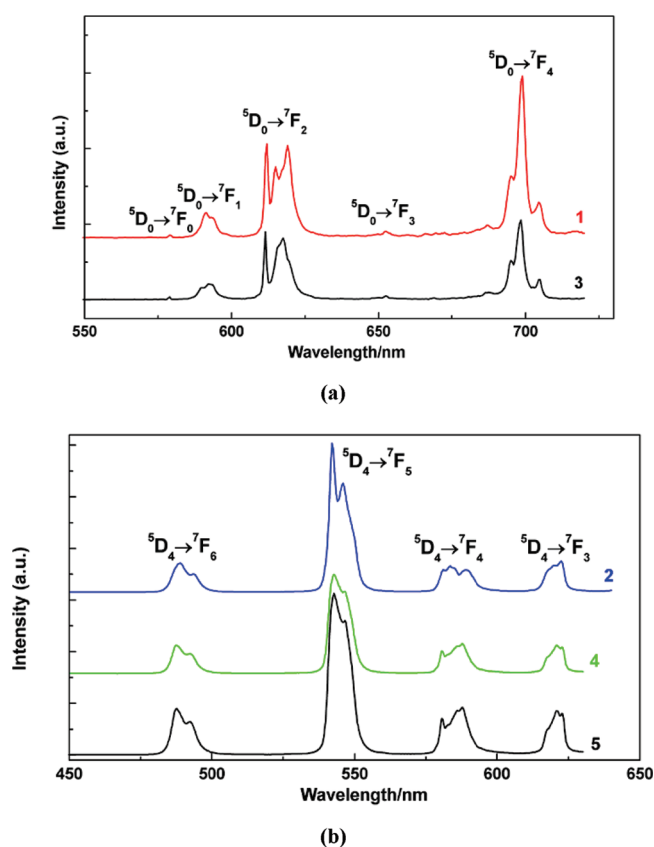 ⁵D₀→⁷F₄
⁵D₀→⁷F₂
⁵D₀→⁷F₁
⁵D₀→⁷F₀
⁵D₀→⁷F₃
1
3
Intensity (a.u.)
550 600 650 700
Wavelength/nm
(a)
⁵D₄→⁷F₅
⁵D₄→⁷F₆
⁵D₄→⁷F₄
⁵D₄→⁷F₃
2
4
5
Intensity (a.u.)
450 500 550 600 650
Wavelength/nm
(b)